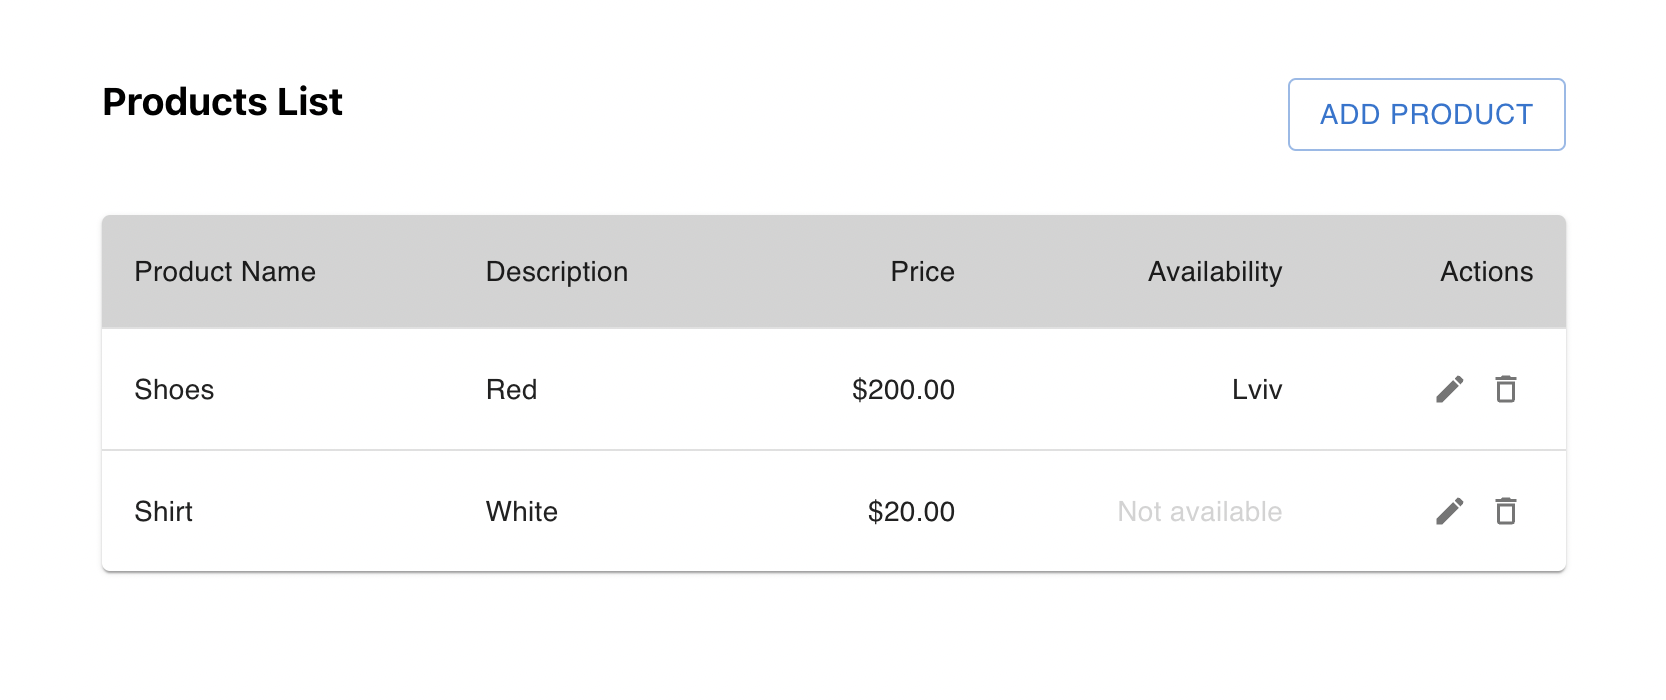 Products List
ADD PRODUCT
Product Name Description Price Availability Actions
Shoes Red $200.00 Lviv
Shirt White $20.00 Not available